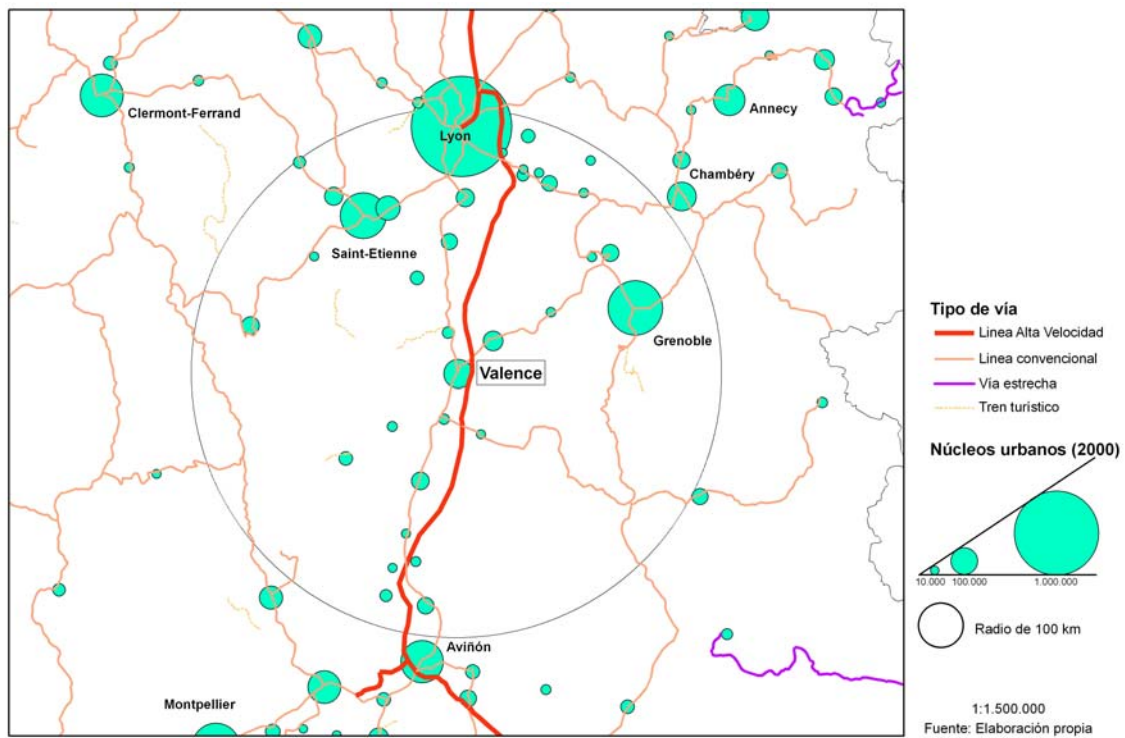 Clermont-Ferrand
Lyon
Annecy
Chambéry
Saint-Etienne
Grenoble
Valence
Aviñón
Montpellier
Tipo de vía
Linea Alta Velocidad
Linea convencional
Vía estrecha
Tren turístico
Núcleos urbanos (2000)
10.000 100.000 1.000.000
Radio de 100 km
1:1.500.000
Fuente: Elaboración propia